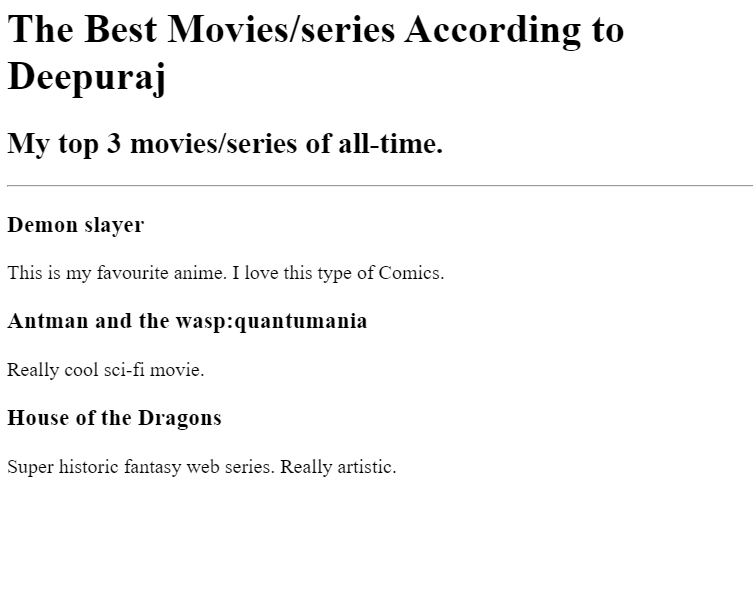 The Best Movies/series According to
Deepuraj
My top 3 movies/series of all-time.
Demon slayer
This is my favourite anime. I love this type of Comics.
Antman and the wasp:quantumania
Really cool sci-fi movie.
House of the Dragons
Super historic fantasy web series. Really artistic.